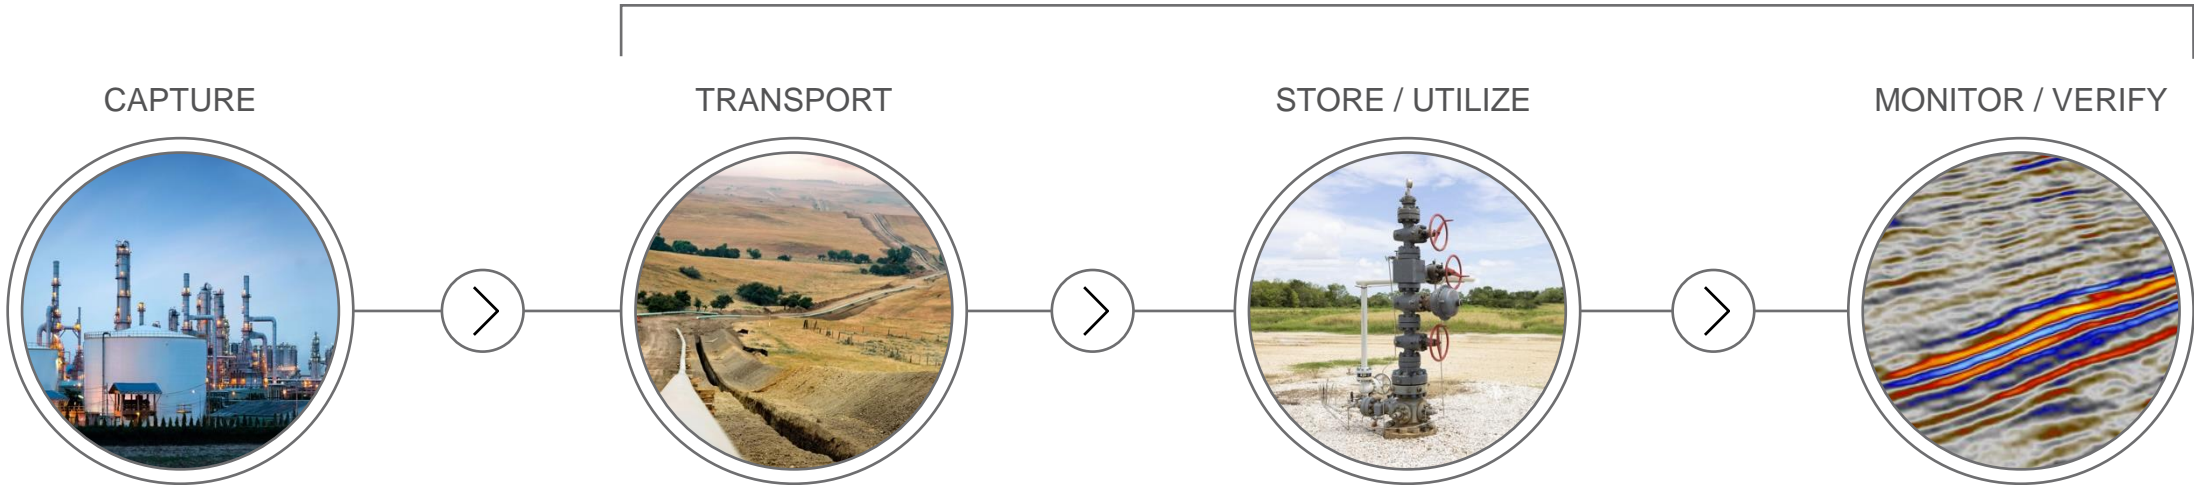 CAPTURE
TRANSPORT
STORE / UTILIZE
MONITOR / VERIFY